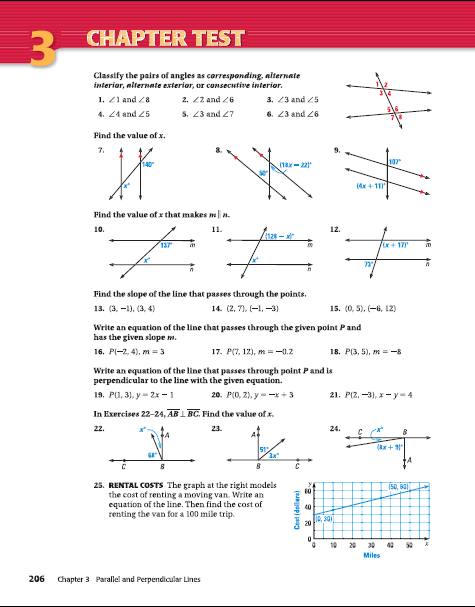 3 CHAPTER TEST
Classify the pairs of angles as corresponding, alternate
interior, alternate exterior, or consecutive interior.
1. ∠1 and ∠8
2. ∠2 and ∠6
3. ∠3 and ∠5
4. ∠4 and ∠5
5. ∠3 and ∠7
6. ∠3 and ∠6
1 2
3 4
5 6
7 8
Find the value of x.
7.
140°
x°
8.
50°
(18x − 22)°
9.
107°
(4x + 11)°
Find the value of x that makes m ∥ n.
10.
137°
m
x°
n
11.
(128 − x)°
m
x°
n
12.
(x + 17)°
m
73°
n
Find the slope of the line that passes through the points.
13. (3, −1), (3, 4)
14. (2, 7), (−1, −3)
15. (0, 5), (−6, 12)
Write an equation of the line that passes through the given point P and
has the given slope m.
16. P(−2, 4), m = 3
17. P(7, 12), m = −0.2
18. P(3, 5), m = −8
Write an equation of the line that passes through point P and is
perpendicular to the line with the given equation.
19. P(1, 3), y = 2x − 1
20. P(0, 2), y = −x + 3
21. P(2, −3), x − y = 4
In Exercises 22–24, AB ⊥ BC. Find the value of x.
22.
x°
A
68°
C
B
23.
A
51°
3x°
B
C
24.
C
x°
B
(8x + 9)°
A
25. RENTAL COSTS The graph at the right models
the cost of renting a moving van. Write an
equation of the line. Then find the cost of
renting the van for a 100 mile trip.
Cost (dollars)
y
60
40
20
0
(50, 60)
(0, 30)
0 10 20 30 40 50 x
Miles
206 Chapter 3 Parallel and Perpendicular Lines